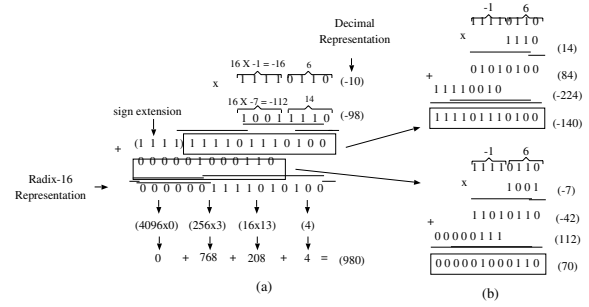 Decimal
Representation
16 X -1 = -16   6
1 1 1 1 0 1 1 0   (-10)
x
16 X -7 = -112   14
1 0 0 1 1 1 1 0   (-98)
sign extension
+ (1 1 1 1) 1 1 1 1 0 1 1 1 0 1 0 0
0 0 0 0 0 1 0 0 0 1 1 0
Radix-16
Representation
0 0 0 0 0 0 1 1 1 1 0 1 0 1 0 0
(4096x0) (256x3) (16x13) (4)
0 + 768 + 208 + 4 = (980)
(a)
-1   6
1 1 1 1 0 1 1 0
x   1 1 1 0   (14)
0 1 0 1 0 1 0 0   (84)
+
1 1 1 1 0 0 1 0   (-224)
1 1 1 1 0 1 1 1 0 1 0 0   (-140)
-1   6
1 1 1 1 0 1 1 0
x   1 0 0 1   (-7)
1 1 0 1 0 1 1 0   (-42)
+
0 0 0 0 0 1 1 1   (112)
0 0 0 0 0 1 0 0 0 1 1 0   (70)
(b)